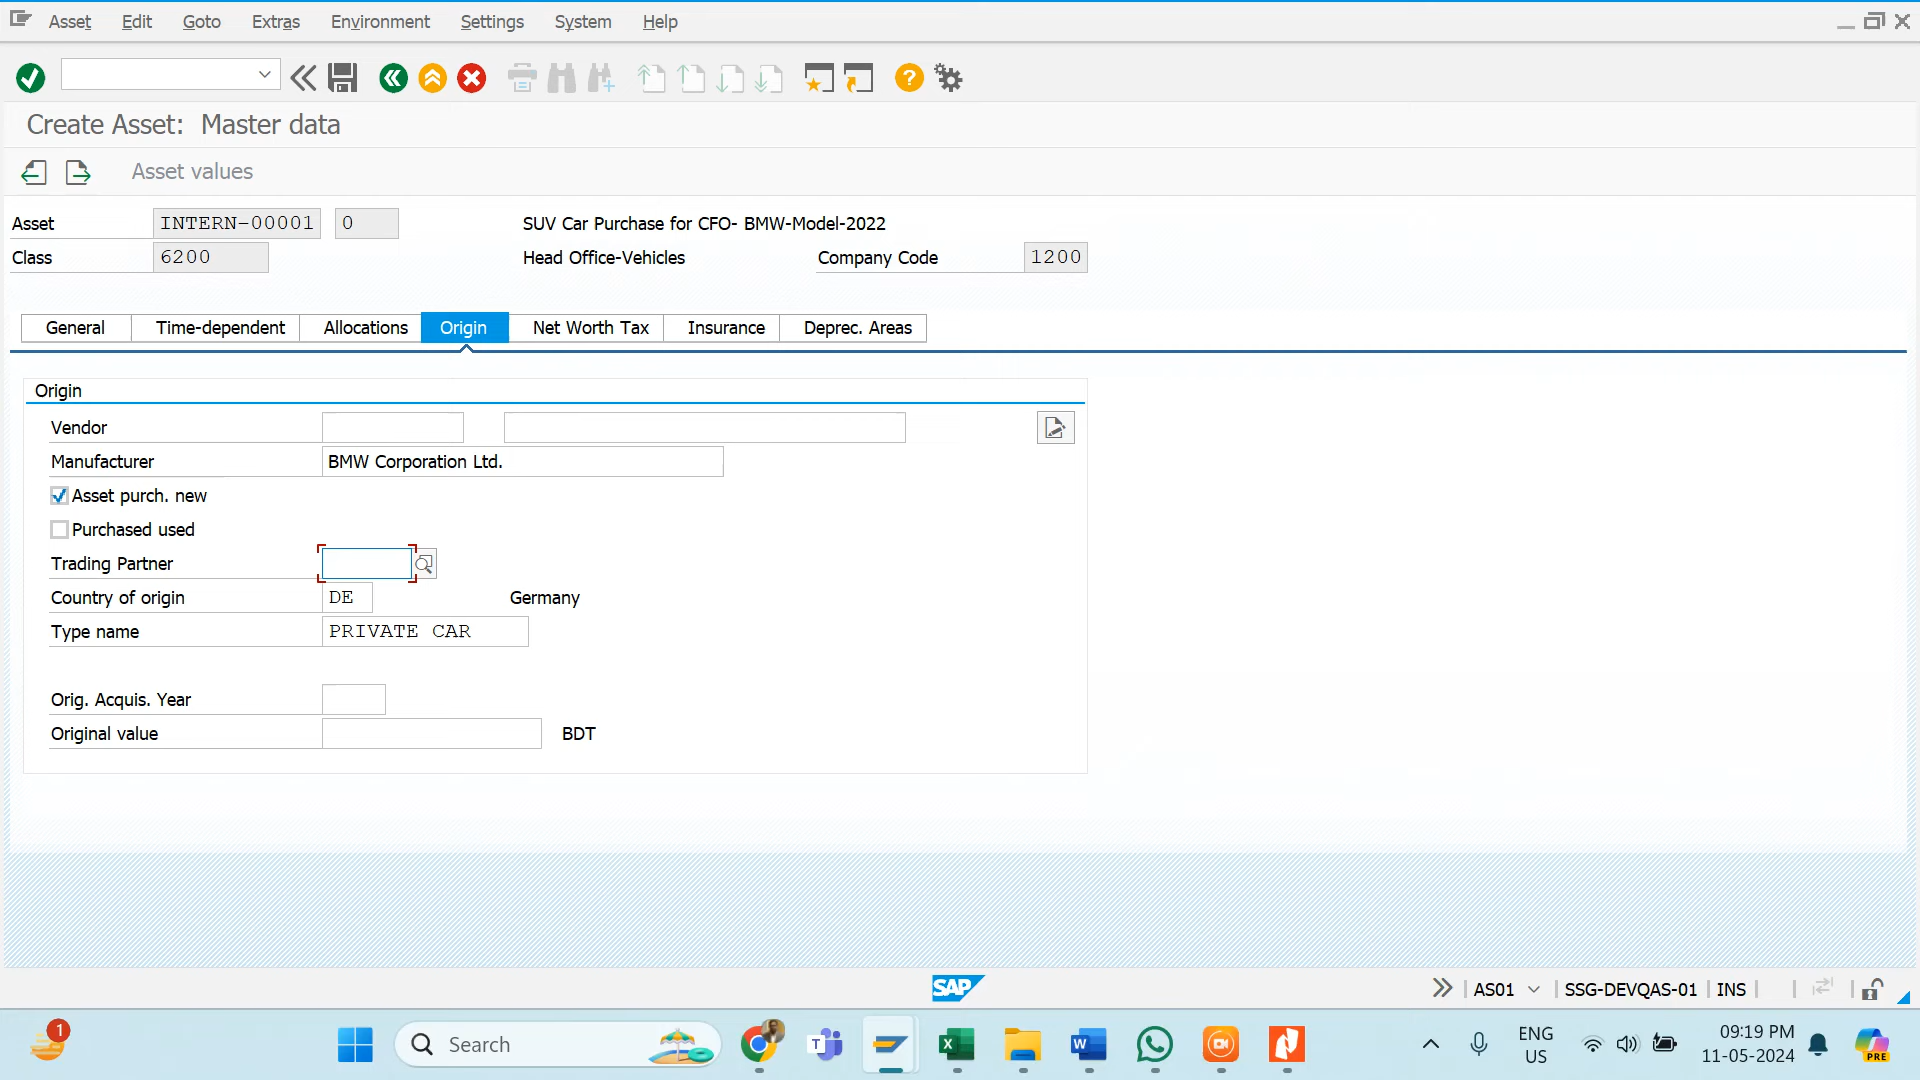 Asset Edit Goto Extras Environment Settings System Help
Create Asset: Master data
Asset values
Asset INTERN-00001 0 SUV Car Purchase for CFO- BMW-Model-2022
Class 6200 Head Office-Vehicles Company Code 1200
General Time-dependent Allocations Origin Net Worth Tax Insurance Deprec. Areas
Origin
Vendor
Manufacturer BMW Corporation Ltd.
Asset purch. new
Purchased used
Trading Partner
Country of origin DE Germany
Type name PRIVATE CAR
Orig. Acquis. Year
Original value BDT
SAP AS01 SSG-DEVQAS-01 INS
1 Search ENG 09:19 PM
US 11-05-2024 PRE